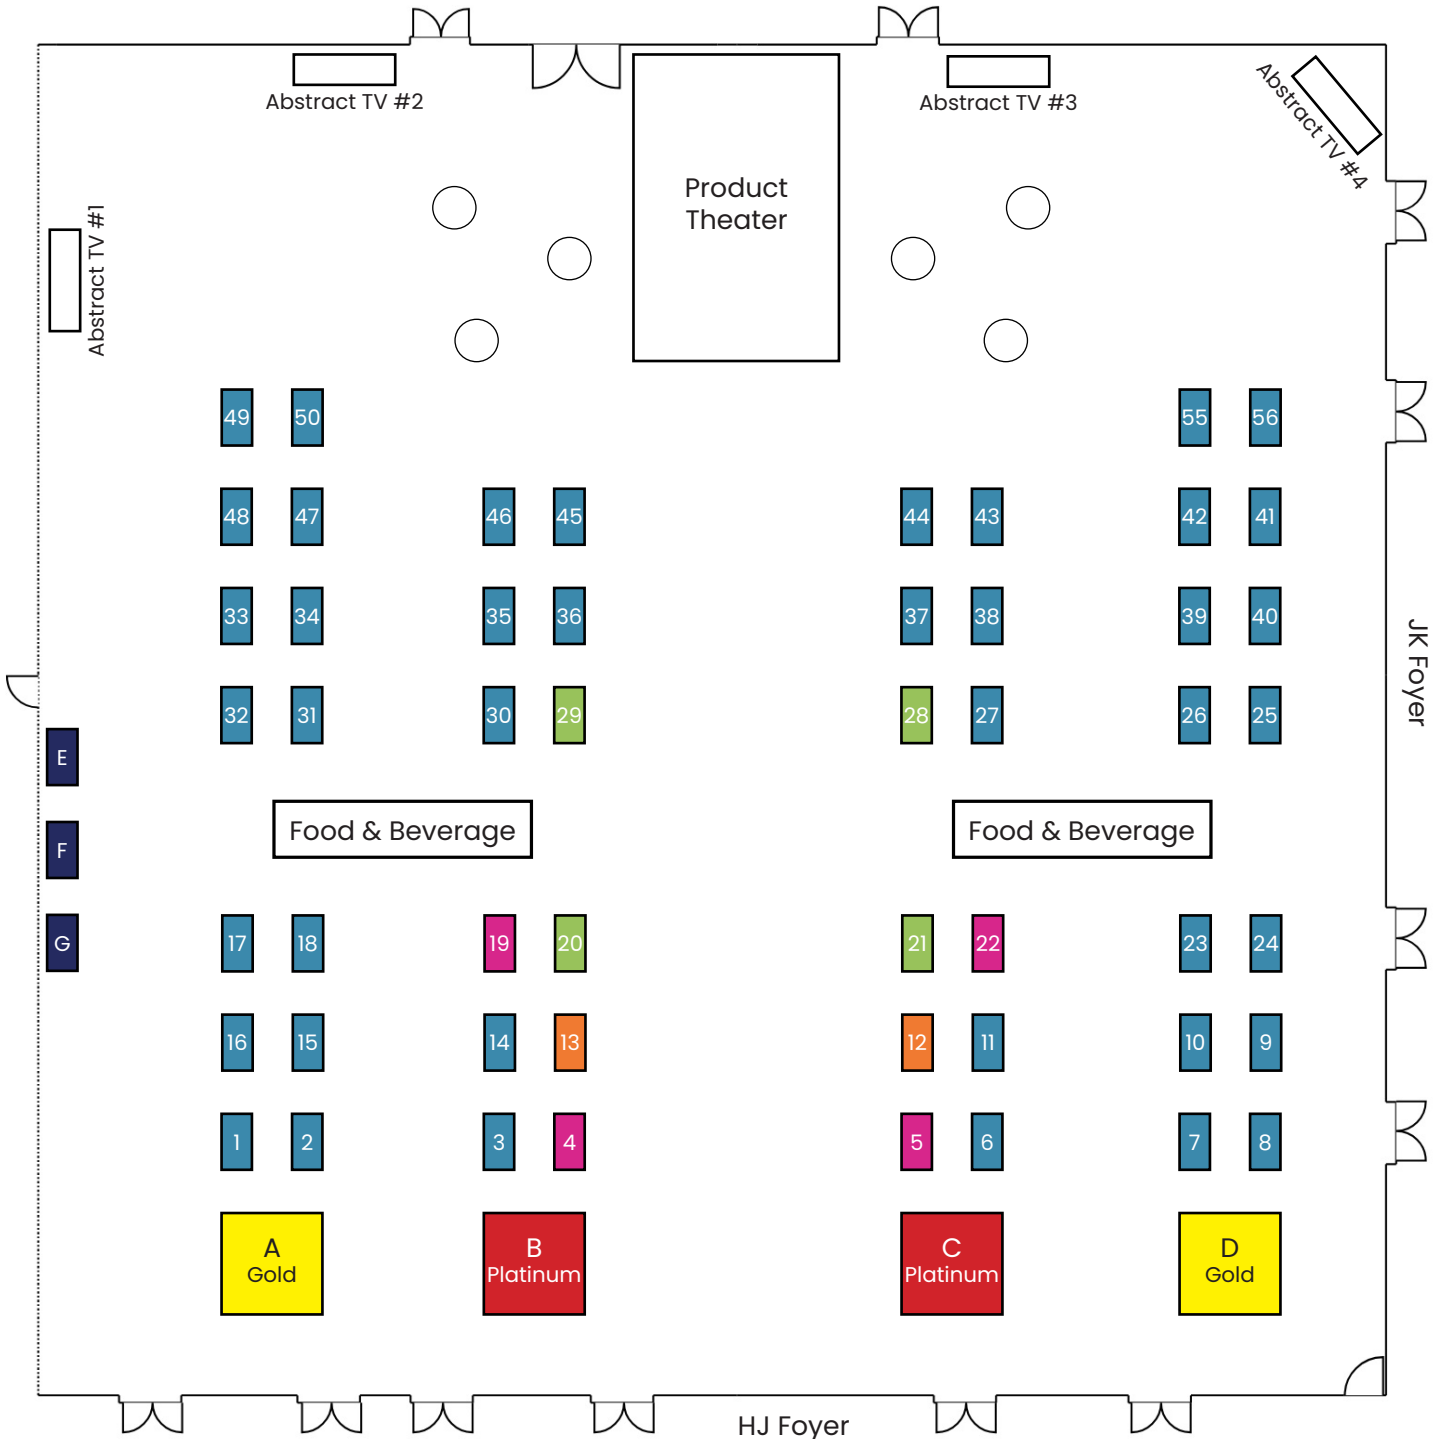 Abstract TV #2
Abstract TV #3
Abstract TV #4
Product
Theater
Abstract TV #1
49 50 55 56
48 47 46 45 44 43 42 41
33 34 35 36 37 38 39 40
32 31 30 29 28 27 26 25
JK Foyer
E
Food & Beverage
Food & Beverage
F
G
17 18 19 20 21 22 23 24
16 15 14 13 12 11 10 9
1 2 3 4 5 6 7 8
A
Gold
B
Platinum
C
Platinum
D
Gold
HJ Foyer